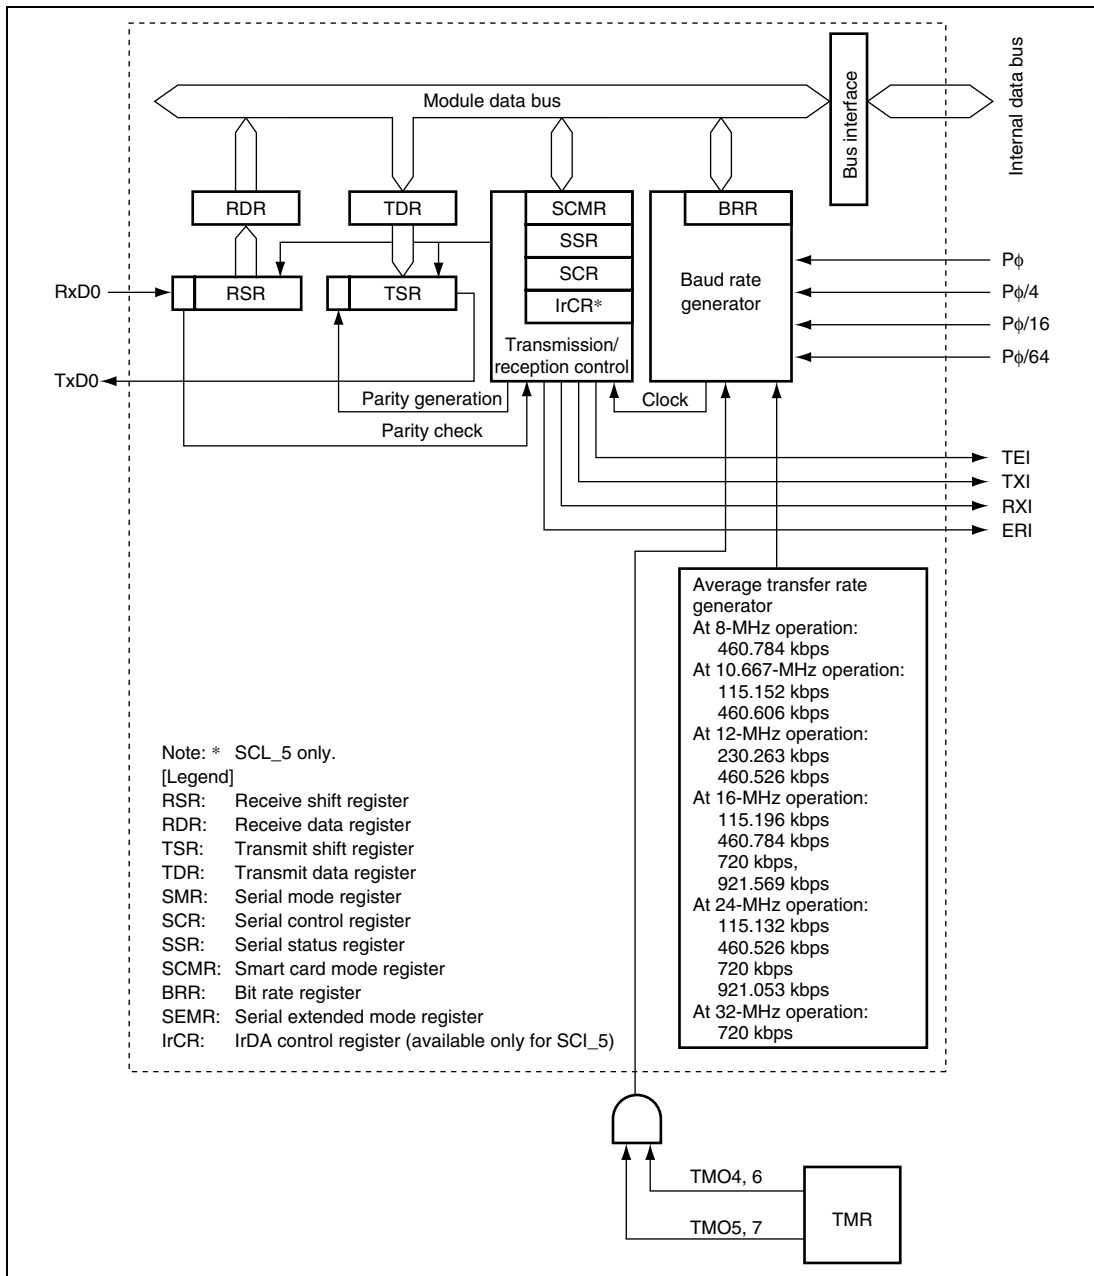 Module data bus
Bus interface
Internal data bus
RDR
TDR
SCMR
BRR
SSR
SCR
IrCR*
RSR
TSR
Transmission/
reception control
Baud rate
generator
RxD0
TxD0
Pϕ
Pϕ/4
Pϕ/16
Pϕ/64
Parity generation
Parity check
Clock
TEI
TXI
RXI
ERI
Average transfer rate
generator
At 8-MHz operation:
460.784 kbps
At 10.667-MHz operation:
115.152 kbps
460.606 kbps
At 12-MHz operation:
230.263 kbps
460.526 kbps
At 16-MHz operation:
115.196 kbps
460.784 kbps
720 kbps,
921.569 kbps
At 24-MHz operation:
115.132 kbps
460.526 kbps
720 kbps
921.053 kbps
At 32-MHz operation:
720 kbps
Note: * SCL_5 only.
[Legend]
RSR: Receive shift register
RDR: Receive data register
TSR: Transmit shift register
TDR: Transmit data register
SMR: Serial mode register
SCR: Serial control register
SSR: Serial status register
SCMR: Smart card mode register
BRR: Bit rate register
SEMR: Serial extended mode register
IrCR: IrDA control register (available only for SCI_5)
TMO4, 6
TMO5, 7
TMR